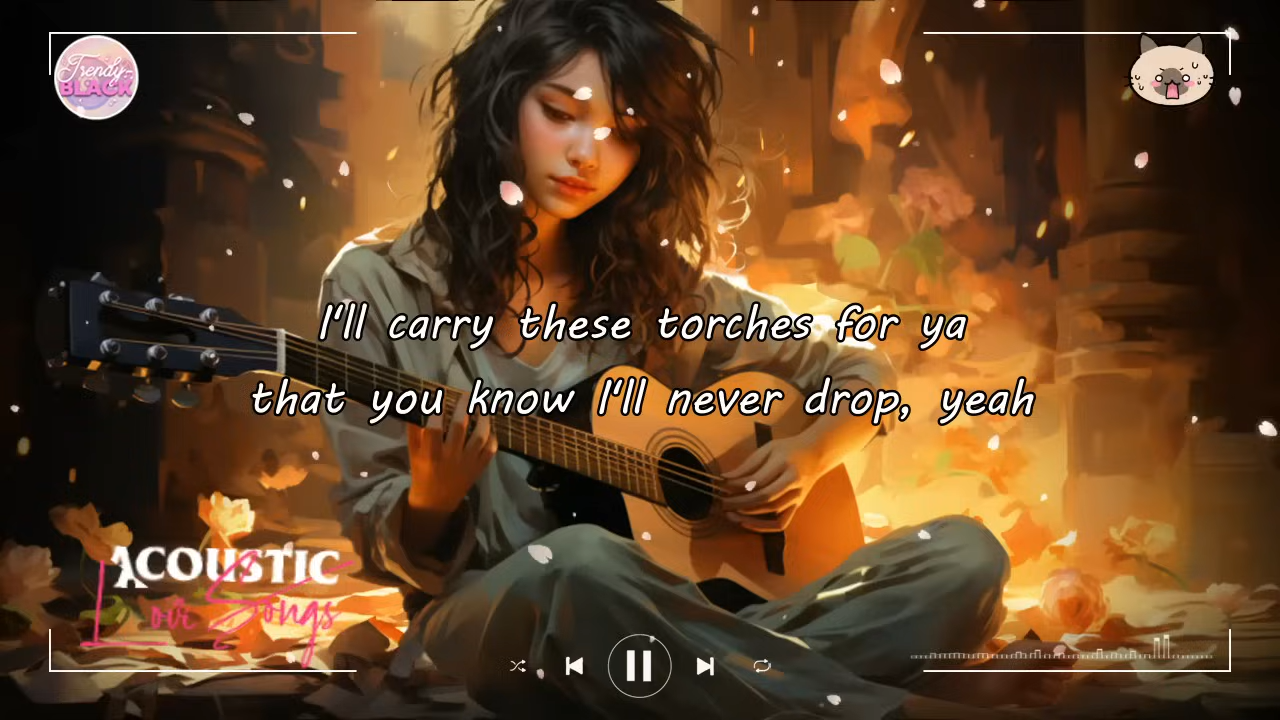 Trendy
BLACK
I'll carry these torches for ya
that you know I'll never drop, yeah
ACOUSTIC
Love Songs